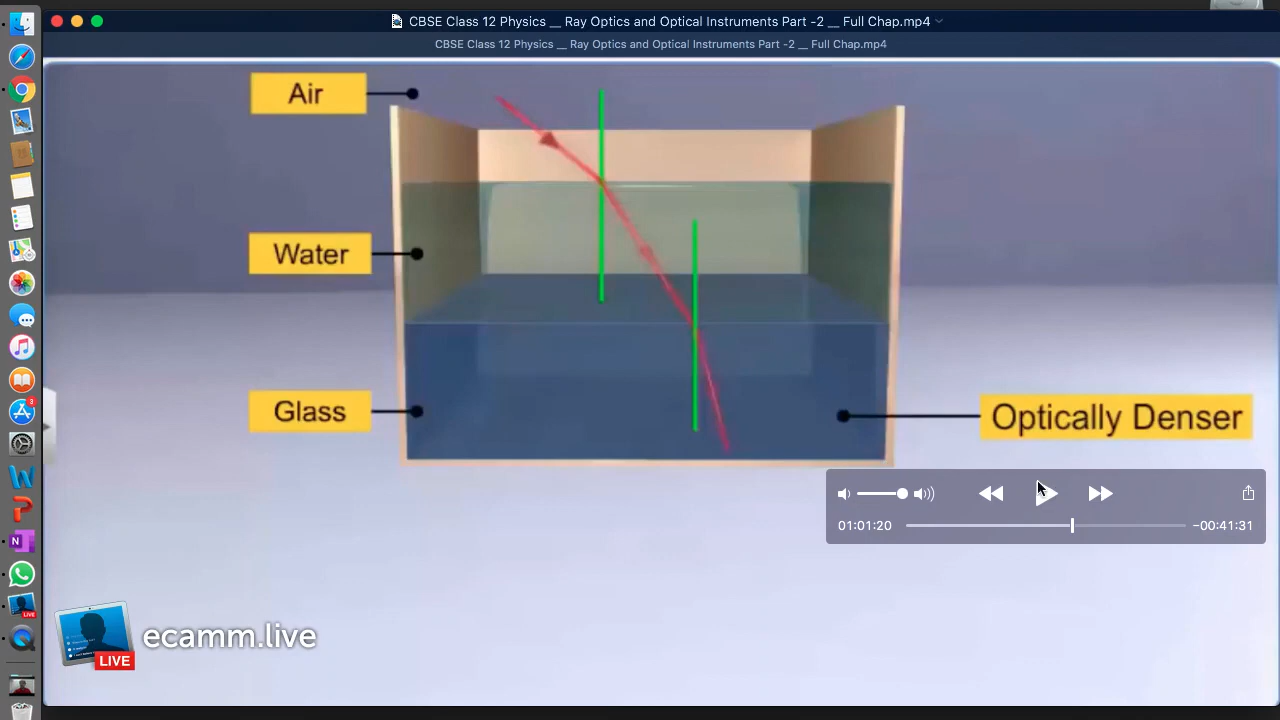 CBSE Class 12 Physics __ Ray Optics and Optical Instruments Part -2 __ Full Chap.mp4
CBSE Class 12 Physics __ Ray Optics and Optical Instruments Part -2 __ Full Chap.mp4
Air
Water
Glass
Optically Denser
01:01:20
-00:41:31
3
W
P
N
LIVE
ecamm.live
LIVE